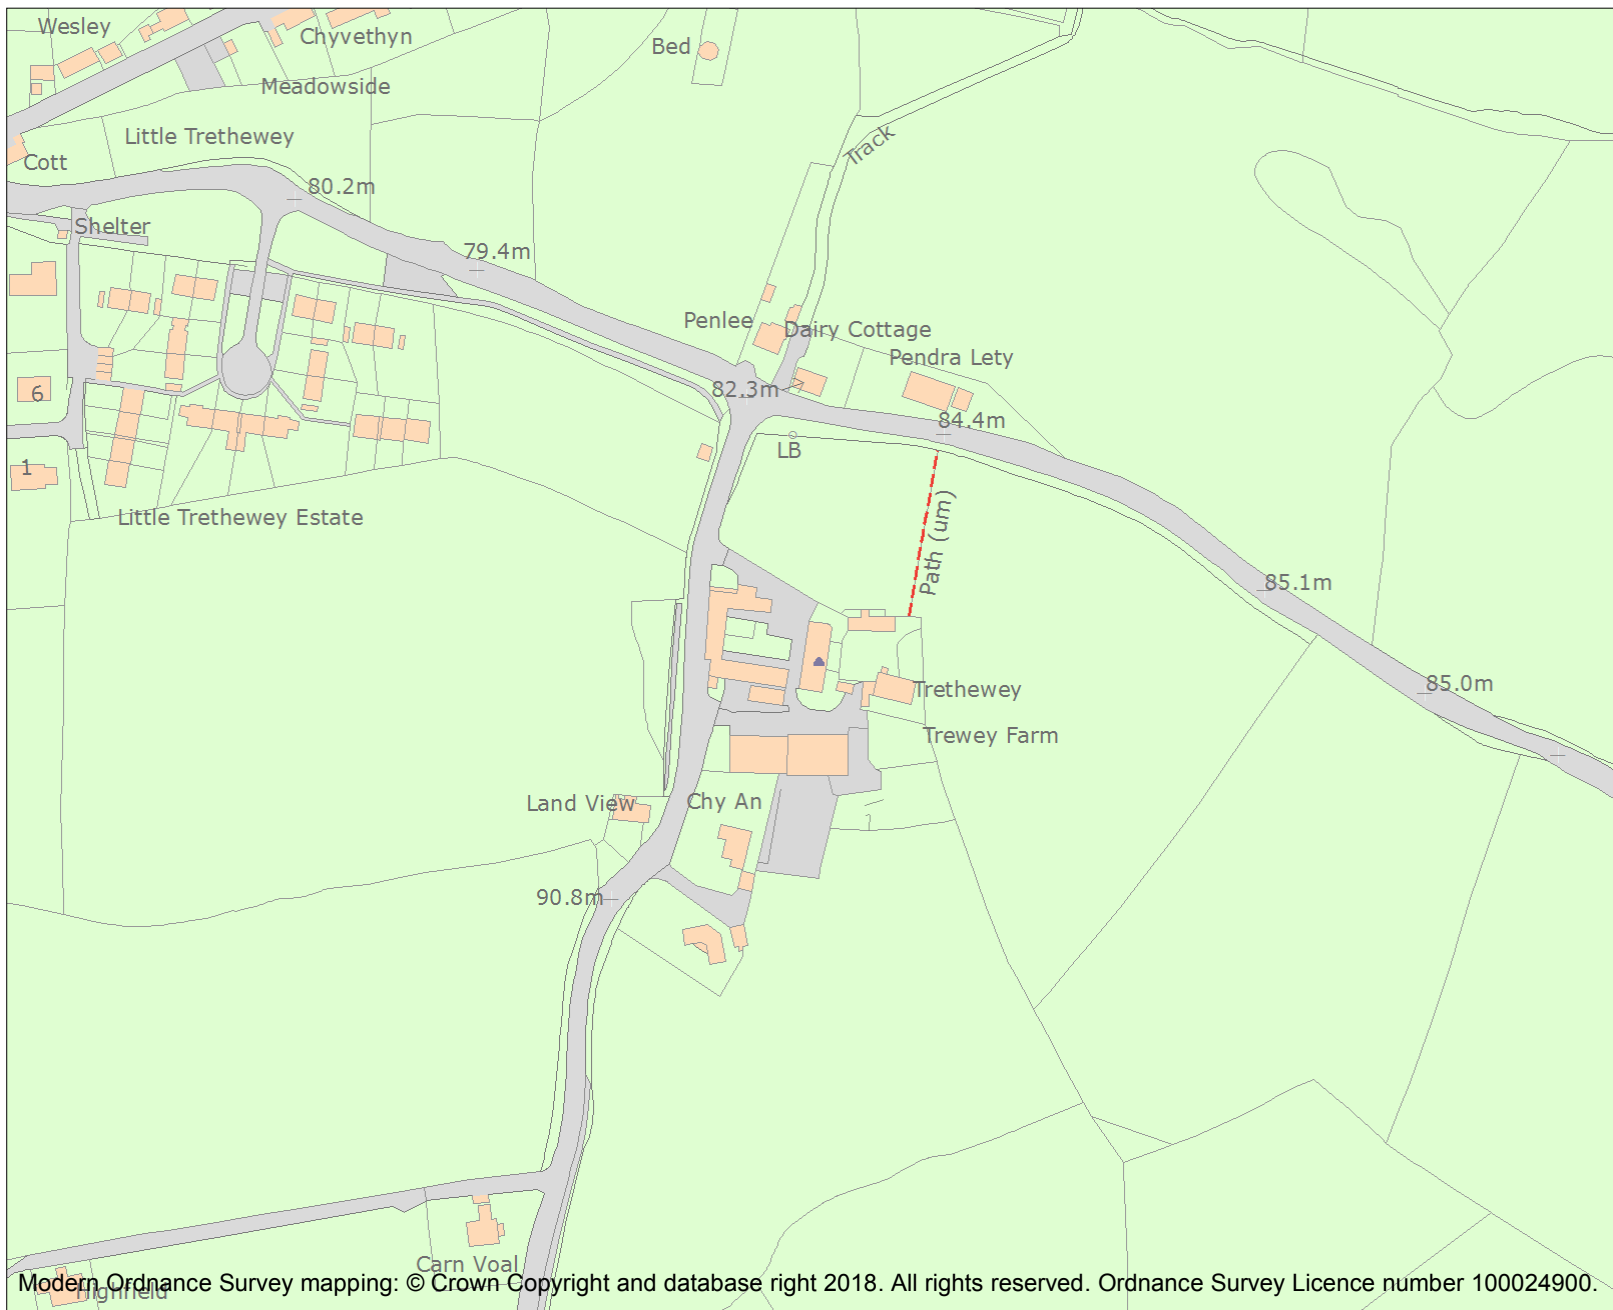 Wesley
Chyvethyn
Bed
Meadowside
Little Trethewey
Track
Cott
80.2m
Shelter
79.4m
Penlee
Dairy Cottage
Pendra Lety
82.3m
6
84.4m
LB
1
Little Trethewey Estate
Path (um)
85.1m
Trethewey
85.0m
Trewey Farm
Land View
Chy An
90.8m
Carn Voal
Highfield
Modern Ordnance Survey mapping: © Crown Copyright and database right 2018. All rights reserved. Ordnance Survey Licence number 100024900.